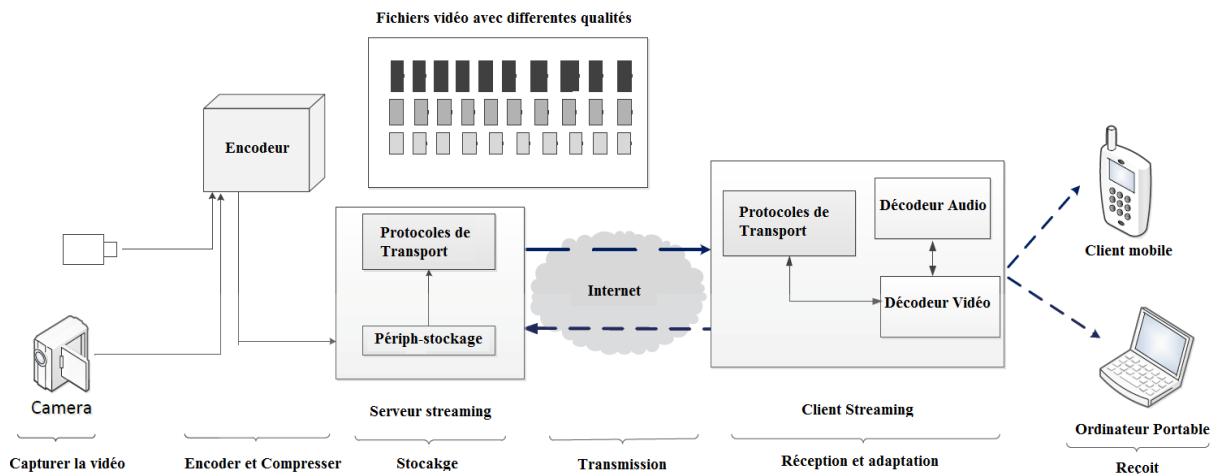 Fichiers vidéo avec differentes qualités
Encodeur
Protocoles de
Transport
Périph-stockage
Internet
Protocoles de
Transport
Décodeur Audio
Décodeur Vidéo
Client mobile
Camera
Serveur streaming
Client Streaming
Ordinateur Portable
Capturer la vidéo
Encoder et Compresser
Stocakge
Transmission
Réception et adaptation
Reçoit